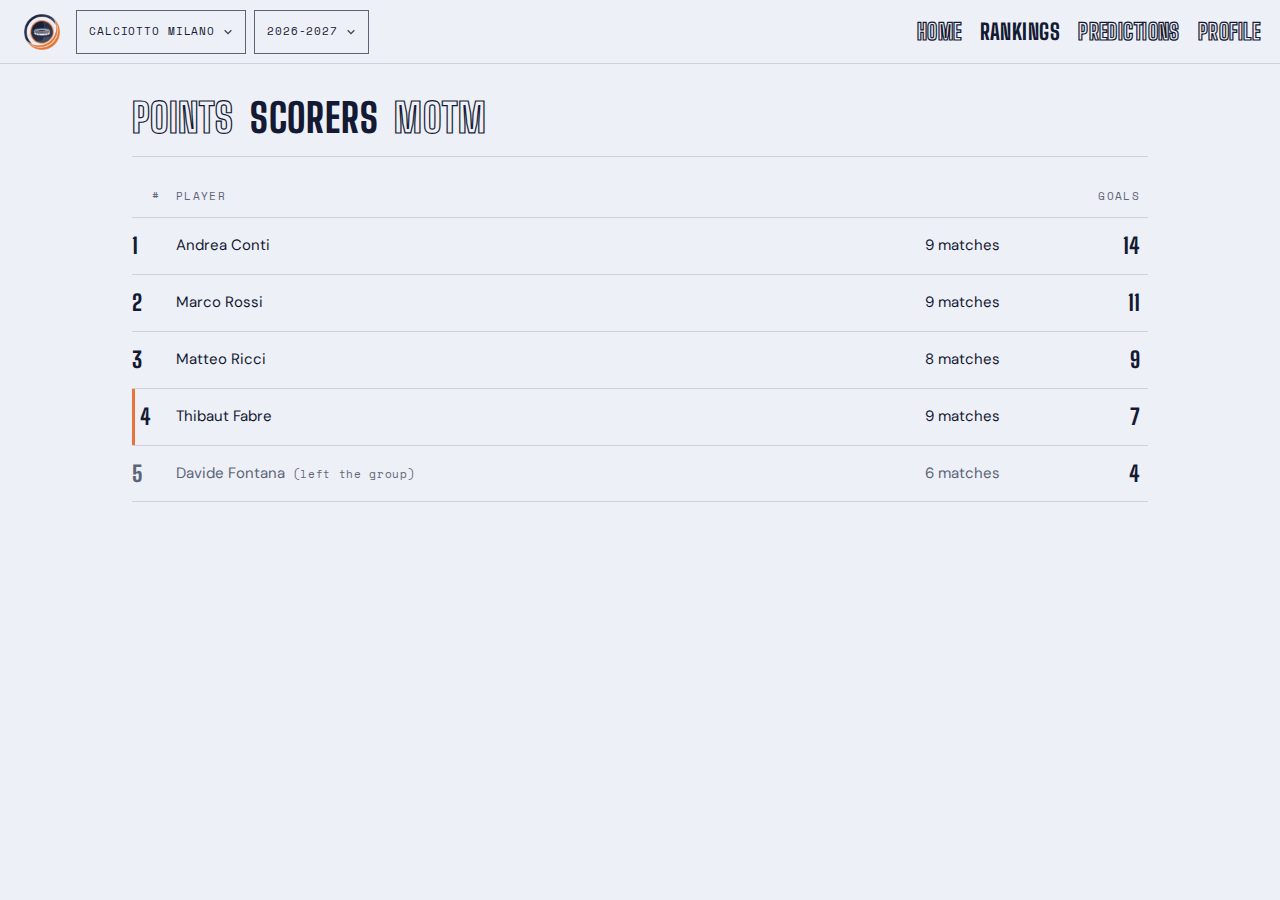 CALCIOTTO MILANO 2026-2027 HOME RANKINGS PREDICTIONS PROFILE
POINTS SCORERS MOTM
# PLAYER GOALS
1 Andrea Conti 9 matches 14
2 Marco Rossi 9 matches 11
3 Matteo Ricci 8 matches 9
4 Thibaut Fabre 9 matches 7
5 Davide Fontana (left the group) 6 matches 4